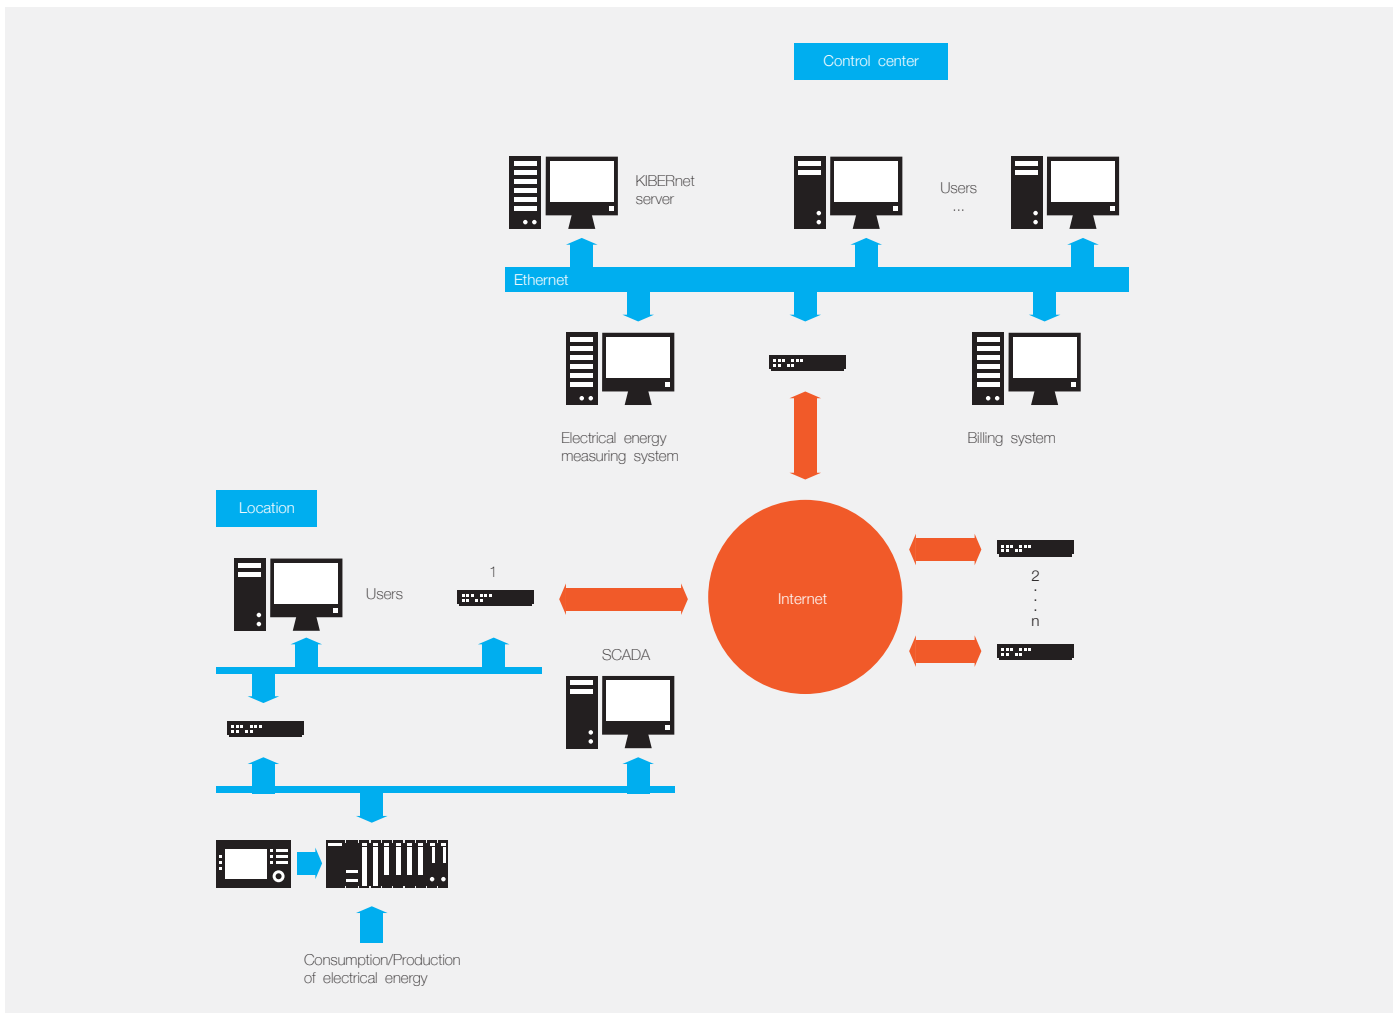 Control center
KIBERnet
server
Users
...
Ethernet
Electrical energy
measuring system
Billing system
Location
Users
1
Internet
2
.
.
.
n
SCADA
Consumption/Production
of electrical energy